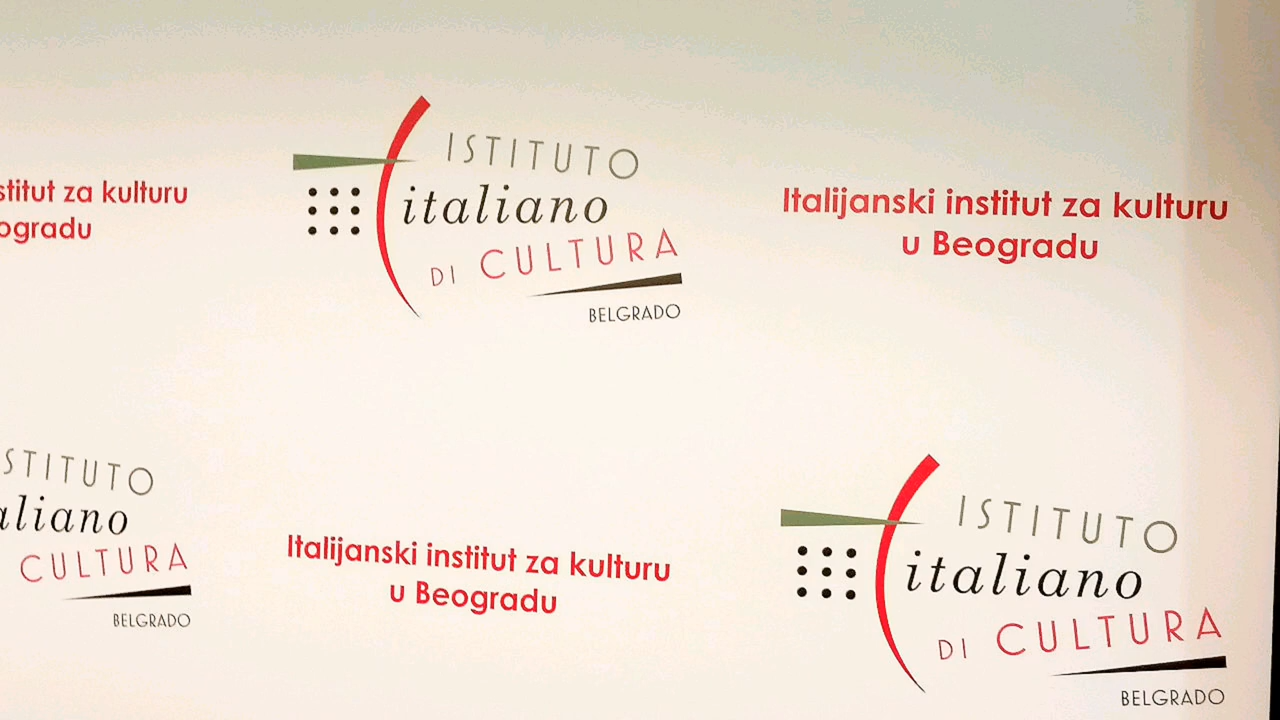 stitut za kulturu
ogradu
ISTITUTO
italiano
DI CULTURA
BELGRADO
Italijanski institut za kulturu
u Beogradu
STITUTO
aliano
CULTURA
BELGRADO
Italijanski institut za kulturu
u Beogradu
ISTITUTO
italiano
DI CULTURA
BELGRADO